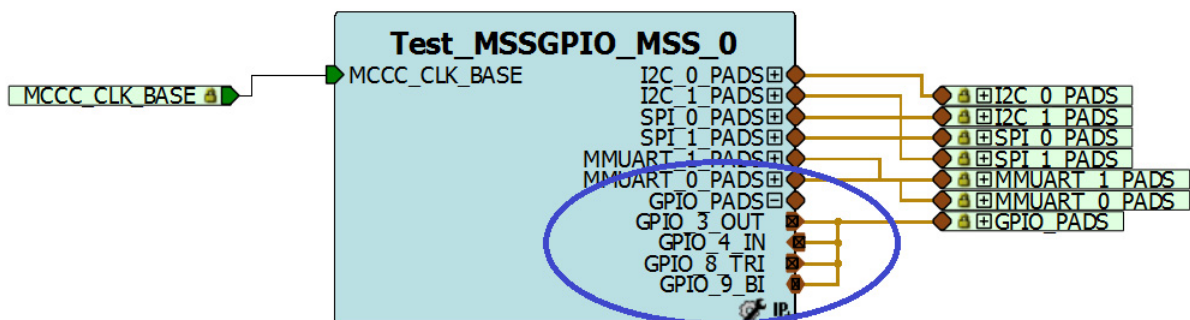 Test_MSSGPIO_MSS_0
MCCC_CLK_BASE
MCCC_CLK_BASE
I2C_0_PADS
I2C_1_PADS
SPI_0_PADS
SPI_1_PADS
MMUART_1_PADS
MMUART_0_PADS
GPIO_PADS
GPIO_3_OUT
GPIO_4_IN
GPIO_8_TRI
GPIO_9_BI
IP
I2C_0_PADS
I2C_1_PADS
SPI_0_PADS
SPI_1_PADS
MMUART_1_PADS
MMUART_0_PADS
GPIO_PADS